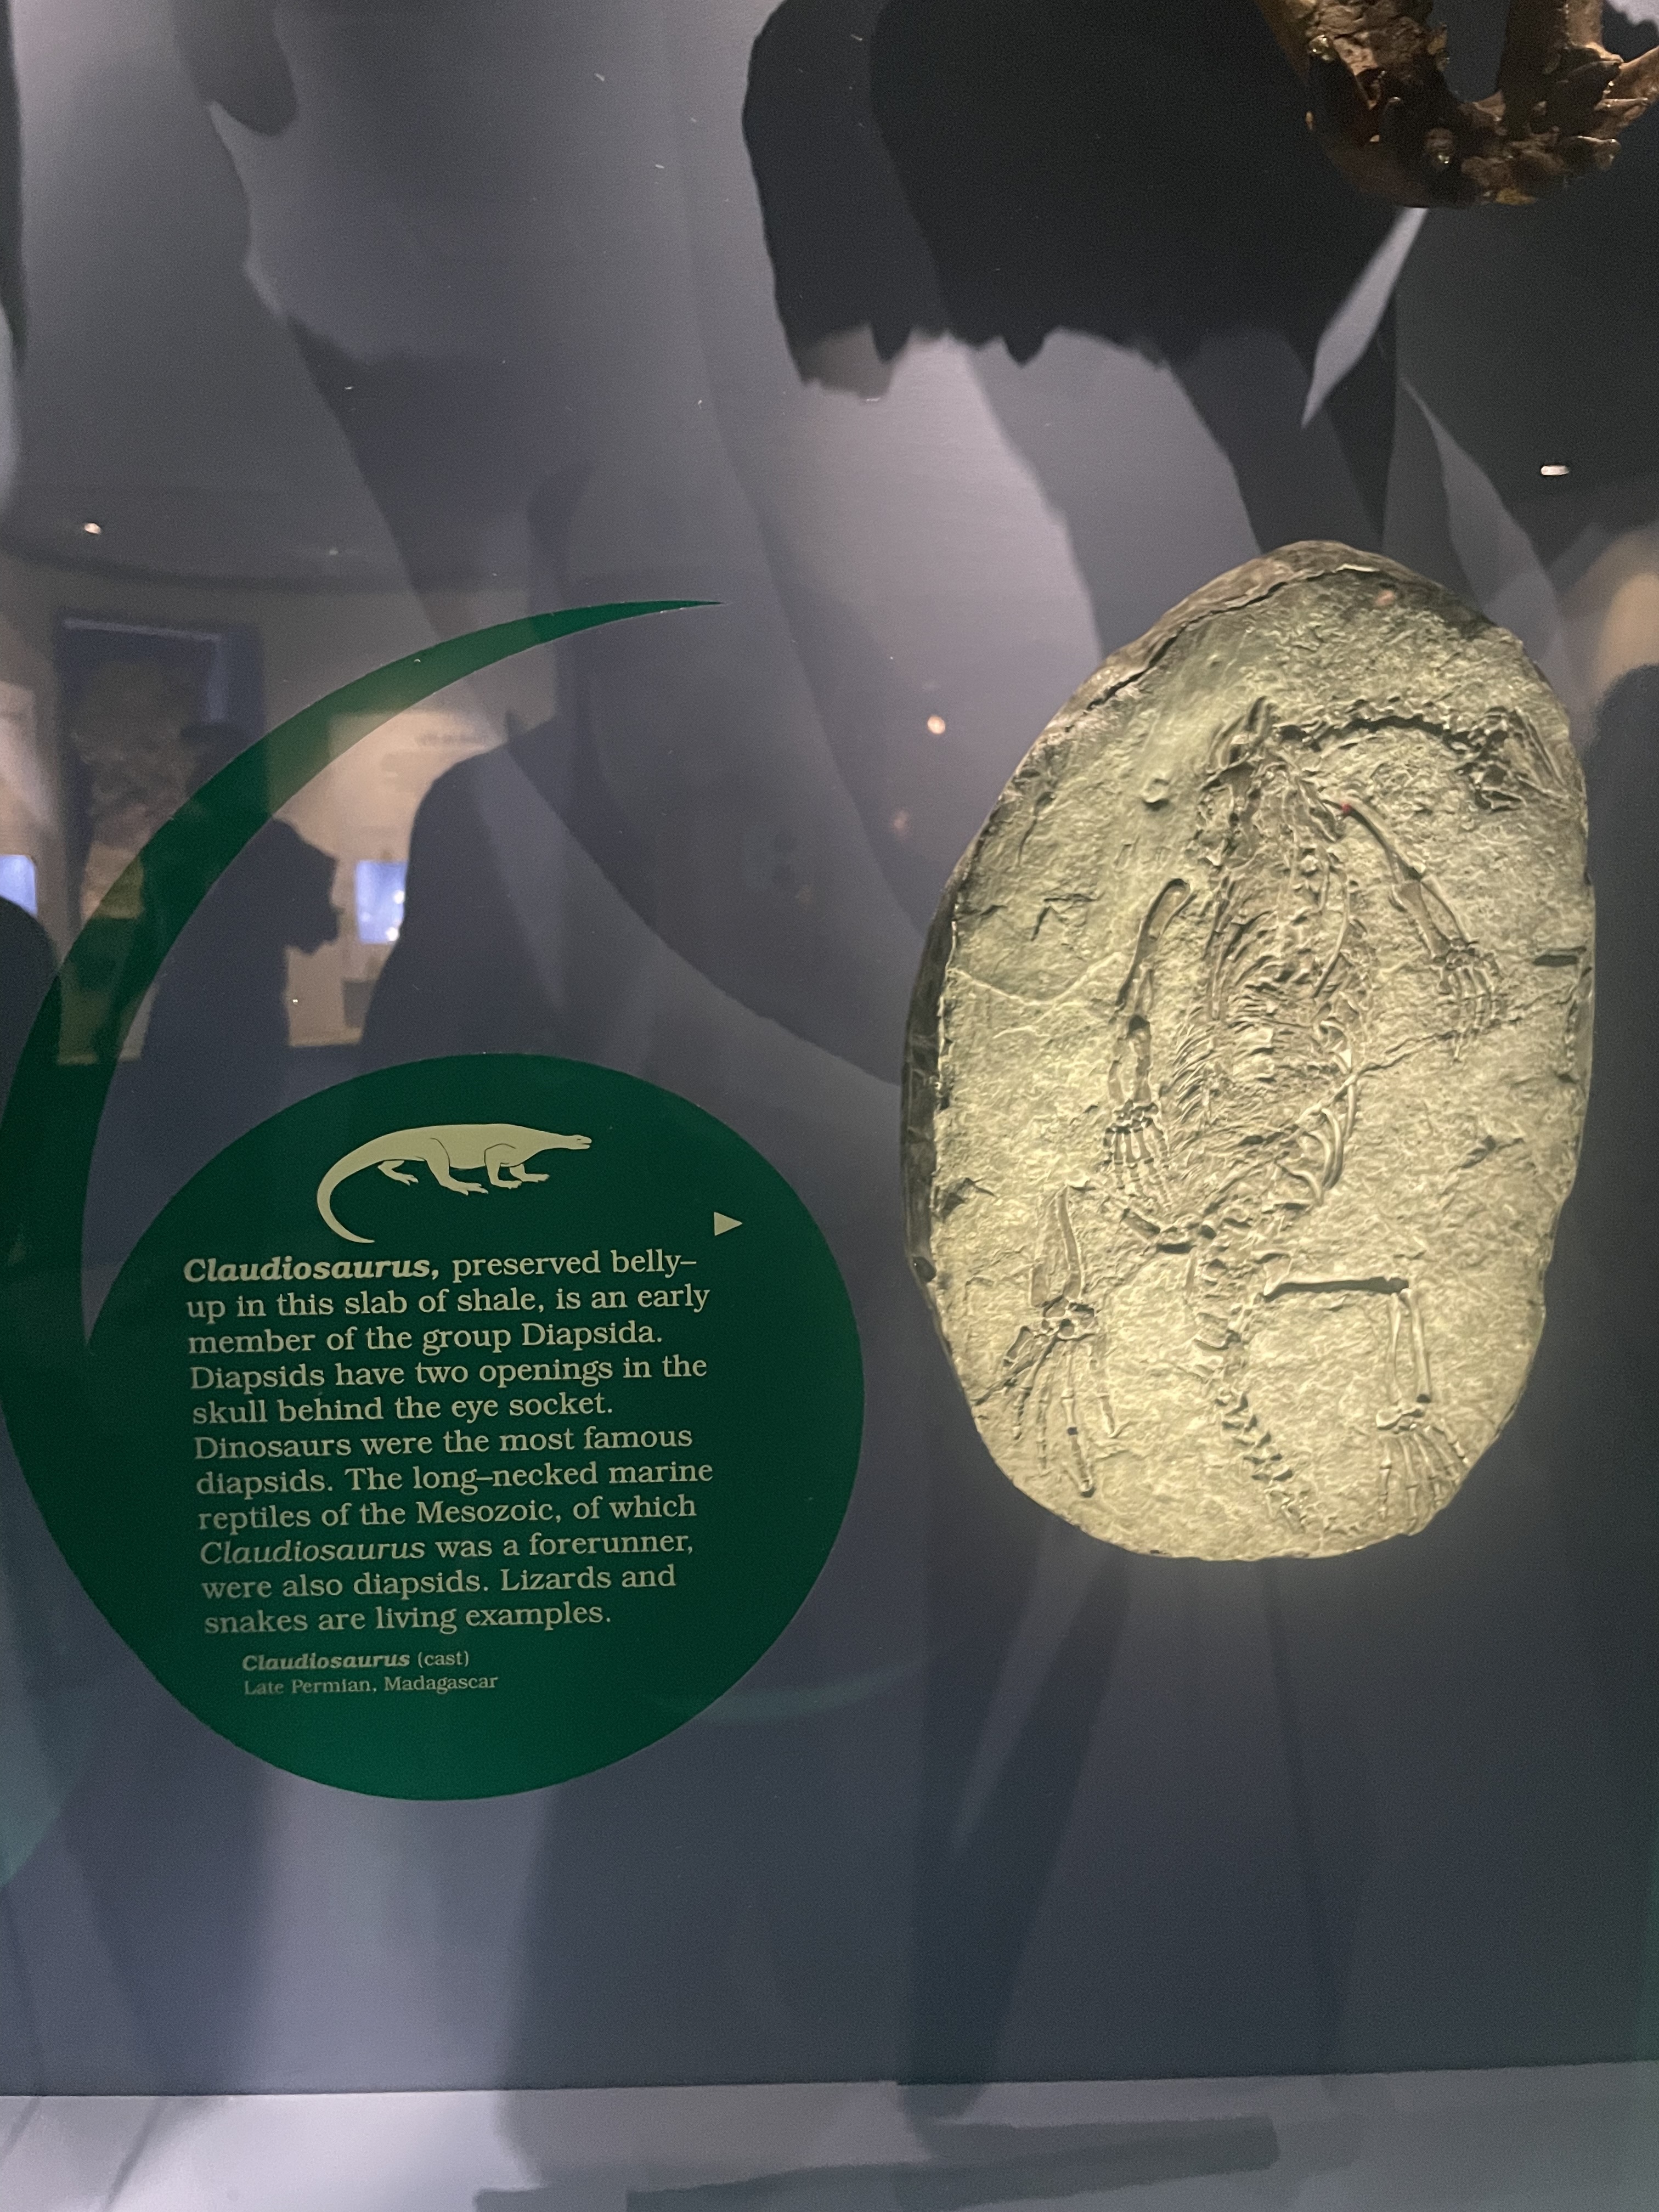 Claudiosaurus, preserved belly–
up in this slab of shale, is an early
member of the group Diapsida.
Diapsids have two openings in the
skull behind the eye socket.
Dinosaurs were the most famous
diapsids. The long–necked marine
reptiles of the Mesozoic, of which
Claudiosaurus was a forerunner,
were also diapsids. Lizards and
snakes are living examples.
Claudiosaurus (cast)
Late Permian, Madagascar